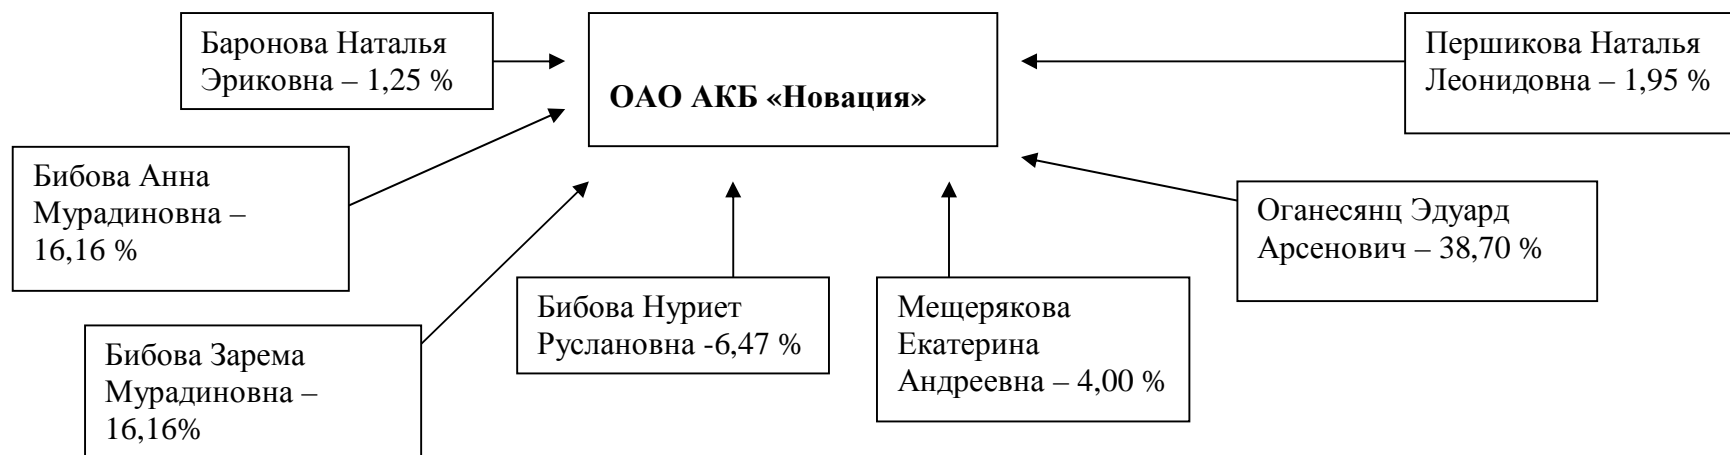 Баронова Наталья
Эриковна – 1,25 %
ОАО АКБ «Новация»
Першикова Наталья
Леонидовна – 1,95 %
Бибова Анна
Мурадиновна –
16,16 %
Оганесянц Эдуард
Арсенович – 38,70 %
Бибова Зарема
Мурадиновна –
16,16%
Бибова Нуриет
Руслановна -6,47 %
Мещерякова
Екатерина
Андреевна – 4,00 %